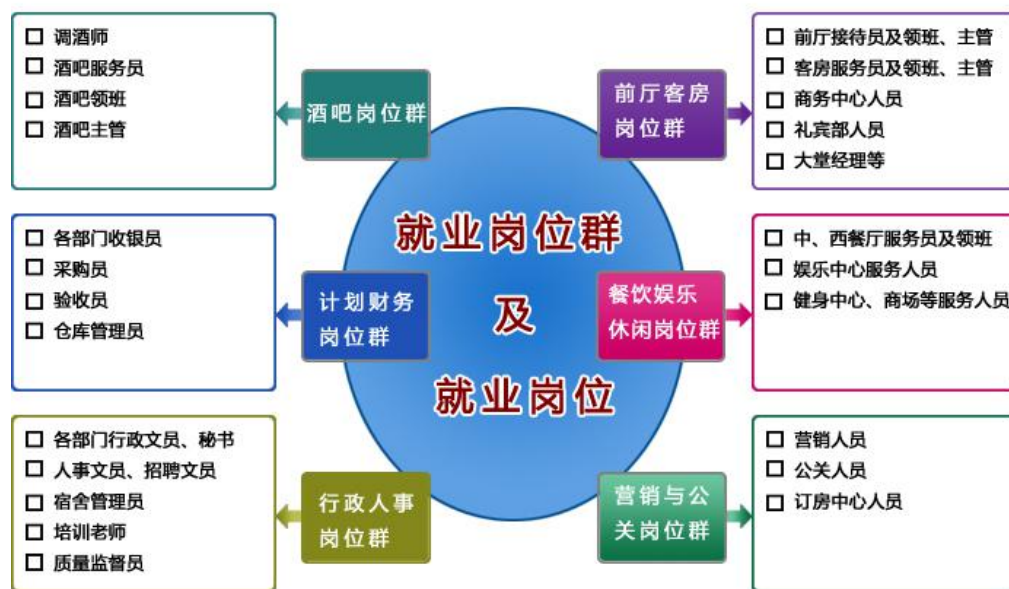 调酒师
酒吧服务员
酒吧领班
酒吧主管
酒吧岗位群
前厅客房
岗位群
前厅接待员及领班、主管
客房服务员及领班、主管
商务中心人员
礼宾部人员
大堂经理等
就业岗位群
及
就业岗位
各部门收银员
采购员
验收员
仓库管理员
计划财务
岗位群
餐饮娱乐
休闲岗位群
中、西餐厅服务员及领班
娱乐中心服务人员
健身中心、商场等服务人员
各部门行政文员、秘书
人事文员、招聘文员
宿舍管理员
培训老师
质量监督员
行政人事
岗位群
营销与公
关岗位群
营销人员
公关人员
订房中心人员